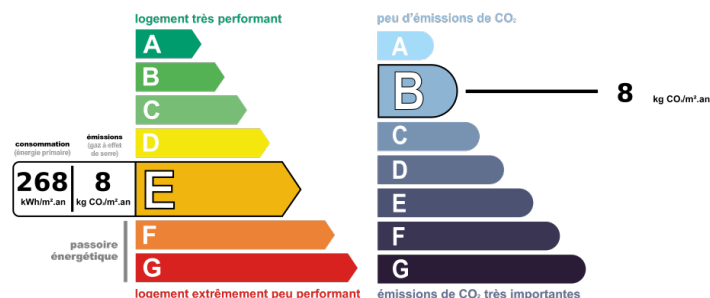 logement très performant
A
B
C
D
consommation
(énergie primaire)
émissions
(gaz à effet
de serre)
268
kWh/m².an
8
kg CO₂/m².an
E
F
G
passoire
énergétique
logement extrêmement peu performant
peu d'émissions de CO₂
A
B
8
kg CO₂/m².an
C
D
E
F
G
émissions de CO₂ très importantes